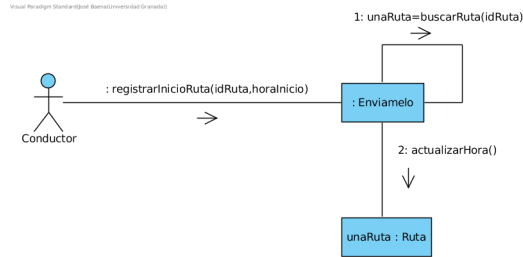 Visual Paradigm Standard(José Baena(Universidad Granada))
1: unaRuta=buscarRuta(idRuta)
: registrarInicioRuta(idRuta,horaInicio)
: Enviamelo
Conductor
2: actualizarHora()
unaRuta : Ruta